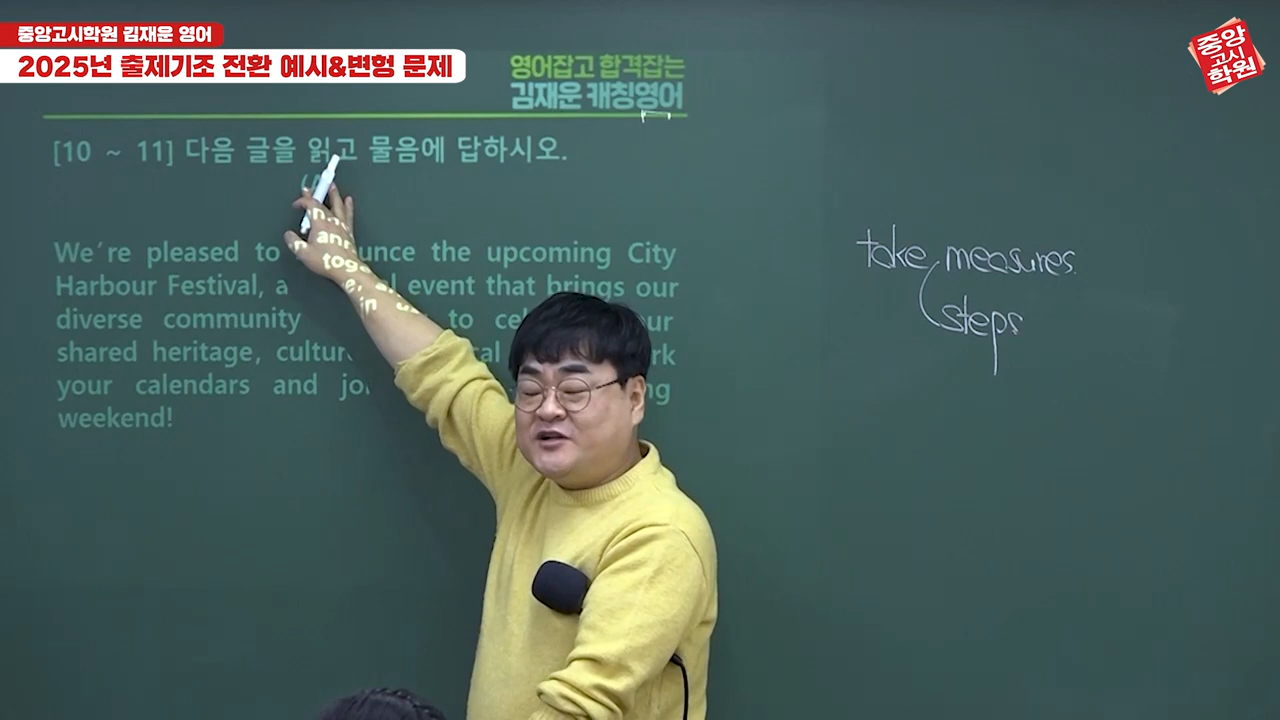 중앙고시학원 김재운 영어
2025년 출제기조 전환 예시&변형 문제
중앙
고시
학원
영어잡고 합격잡는
김재운 캐칭영어
[10 ~ 11] 다음 글을 읽고 물음에 답하시오.
We're pleased to announce the upcoming City
Harbour Festival, a event that brings our
diverse community to
shared heritage,
your calendars and
weekend!
take measures
steps